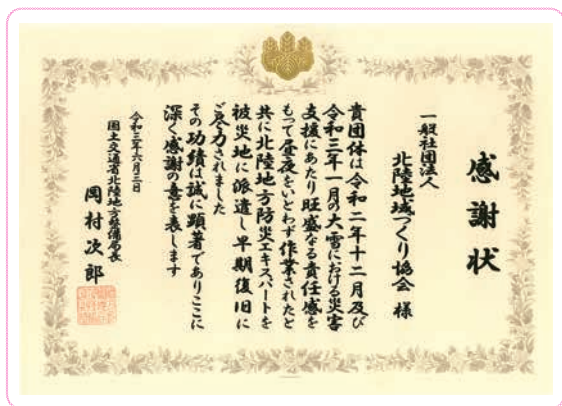 感謝状
一般社団法人
北陸地域づくり協会 様
貴団体は令和二年十二月及び
令和三年一月の大雪における災害
支援にあたり旺盛なる責任感を
もって昼夜をいとわず作業されたと
共に北陸地方防災エキスパートを
被災地に派遣し早期復旧に
ご尽力されました
その功績は誠に顕著でありここに
深く感謝の意を表します
令和三年六月三日
国土交通省北陸地方整備局長
岡村次郎